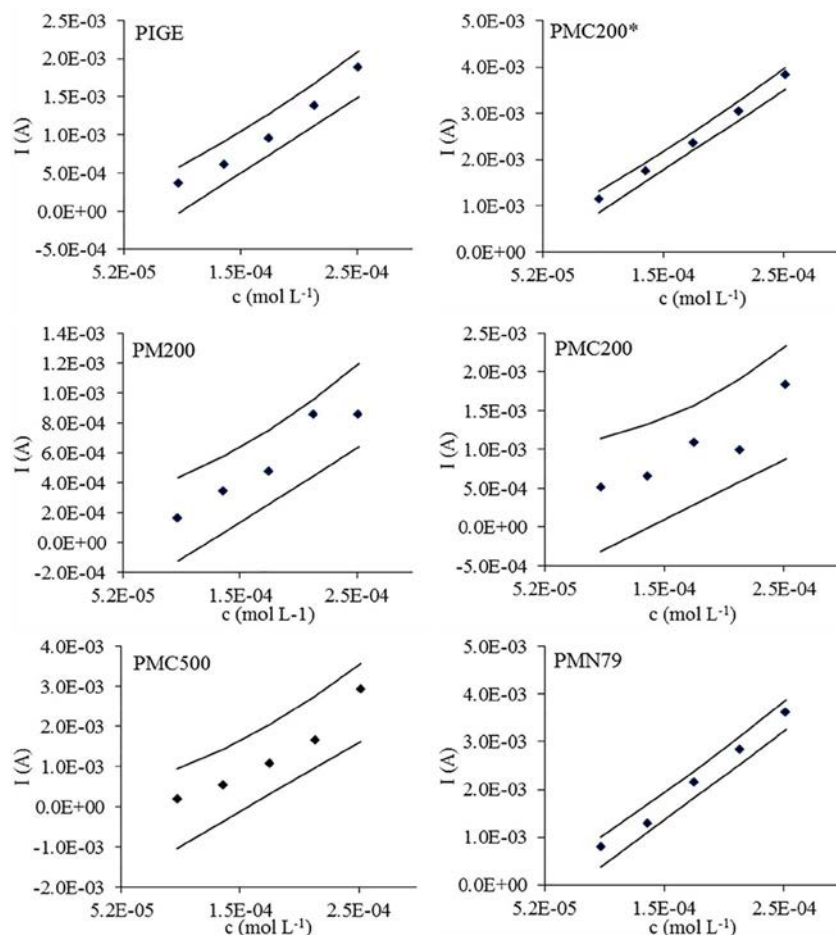 PIGE
I (A)
2.5E-03
2.0E-03
1.5E-03
1.0E-03
5.0E-04
0.0E+00
-5.0E-04
5.2E-05 1.5E-04 2.5E-04
c (mol L-1)
PMC200*
I (A)
5.0E-03
4.0E-03
3.0E-03
2.0E-03
1.0E-03
0.0E+00
5.2E-05 1.5E-04 2.5E-04
c (mol L-1)
PM200
I (A)
1.4E-03
1.2E-03
1.0E-03
8.0E-04
6.0E-04
4.0E-04
2.0E-04
0.0E+00
-2.0E-04
5.2E-05 1.5E-04 2.5E-04
c (mol L-1)
PMC200
I (A)
2.5E-03
2.0E-03
1.5E-03
1.0E-03
5.0E-04
0.0E+00
-5.0E-04
5.2E-05 1.5E-04 2.5E-04
c (mol L-1)
PMC500
I (A)
4.0E-03
3.0E-03
2.0E-03
1.0E-03
0.0E+00
-1.0E-03
-2.0E-03
5.2E-05 1.5E-04 2.5E-04
c (mol L-1)
PMN79
I (A)
5.0E-03
4.0E-03
3.0E-03
2.0E-03
1.0E-03
0.0E+00
5.2E-05 1.5E-04 2.5E-04
c (mol L-1)